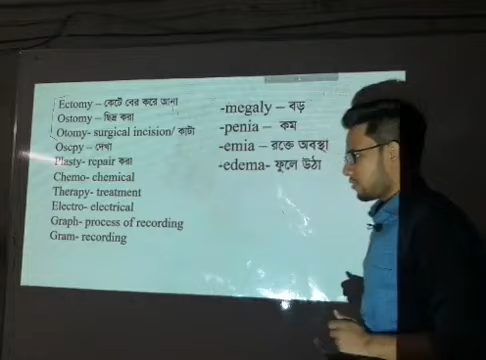 Ectomy – কেটে বের করে আনা
Ostomy – ছিদ্র করা
Otomy- surgical incision/ কাটা
Oscpy – দেখা
Plasty- repair করা
Chemo- chemical
Therapy- treatment
Electro- electrical
Graph- process of recording
Gram- recording
-megaly – বড়
-penia – কম
-emia – রক্তে অবস্থা
-edema- ফুলে উঠা